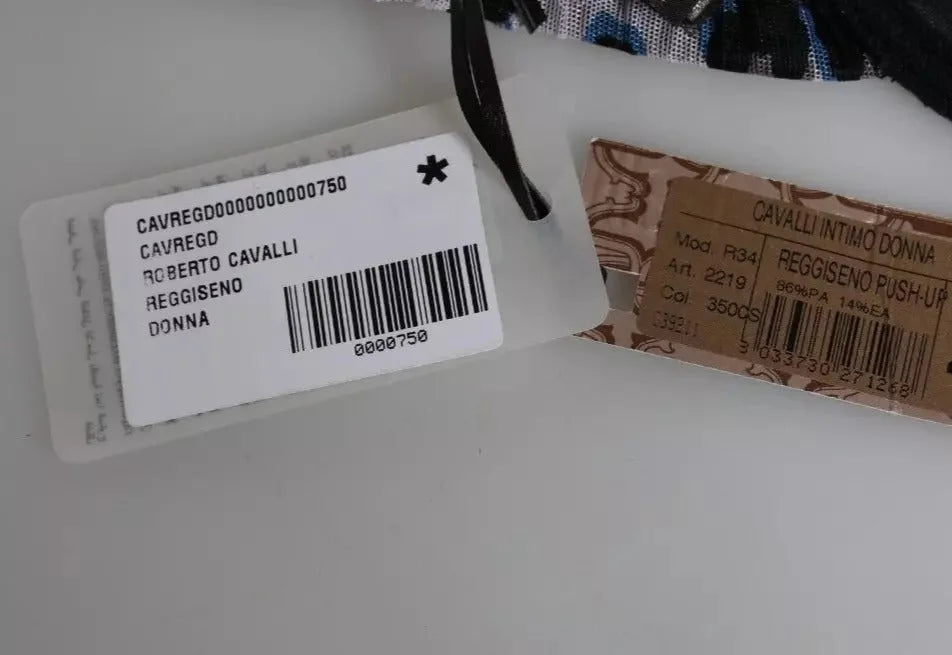 CAVREGD0000000000750
CAVREGD
ROBERTO CAVALLI
REGGISENO
DONNA
*
0000750
CAVALLI INTIMO DONNA
Mod. R34
Art. 2219
Col. 3500S
REGGISENO PUSH-UP
86%PA 14%EA
033730 271268